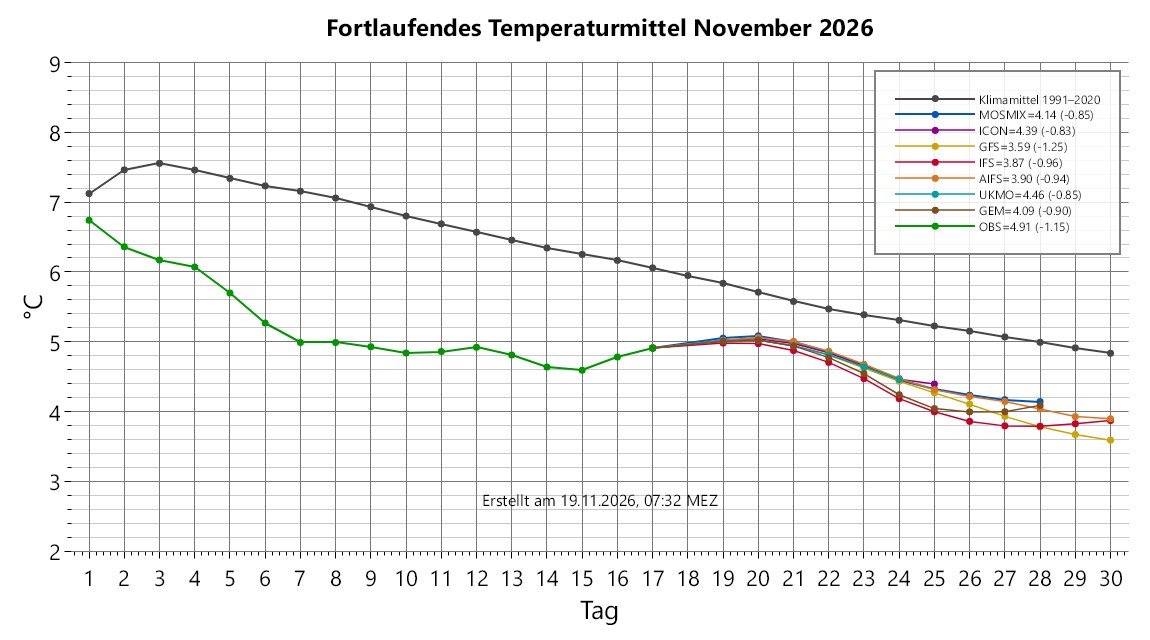 Fortlaufendes Temperaturmittel November 2026
9
8
7
6
5
4
3
2
°C
Klimamittel 1991–2020
MOSMIX=4.14 (-0.85)
ICON=4.39 (-0.83)
GFS=3.59 (-1.25)
IFS=3.87 (-0.96)
AIFS=3.90 (-0.94)
UKMO=4.46 (-0.85)
GEM=4.09 (-0.90)
OBS=4.91 (-1.15)
Erstellt am 19.11.2026, 07:32 MEZ
1 2 3 4 5 6 7 8 9 10 11 12 13 14 15 16 17 18 19 20 21 22 23 24 25 26 27 28 29 30
Tag